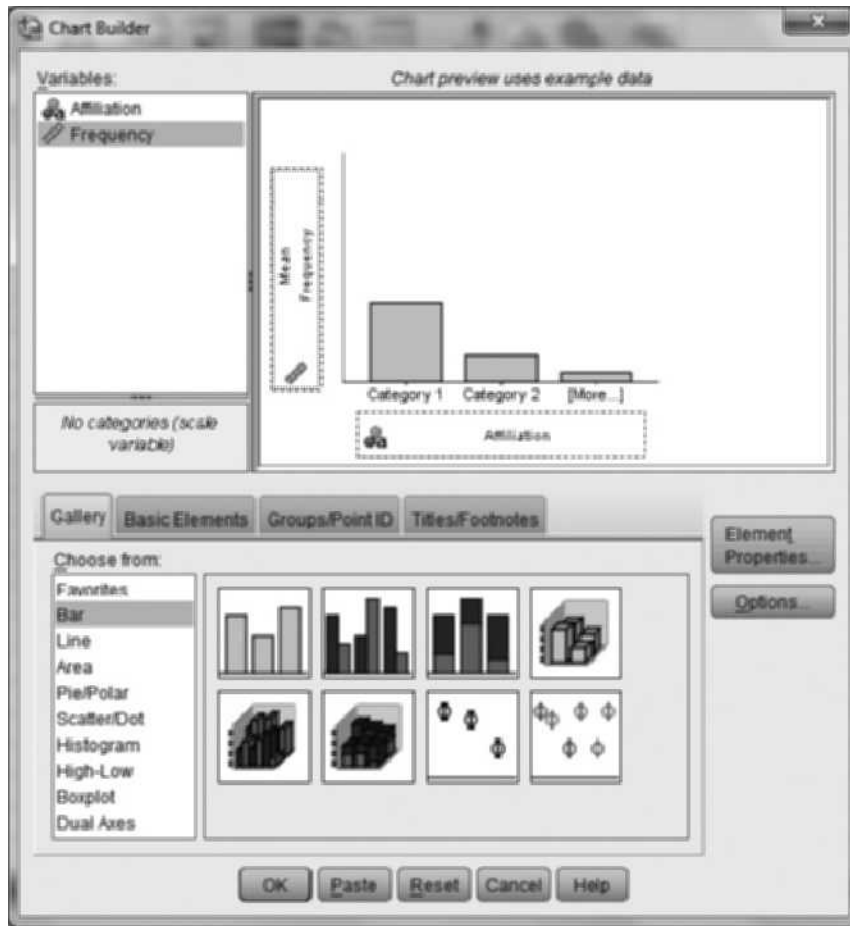 Chart Builder
Variables:
Chart preview uses example data
Affiliation
Frequency
Mean
Frequency
Category 1
Category 2
[More...]
No categories (scale
variable)
Affiliation
Gallery
Basic Elements
Groups/Point ID
Titles/Footnotes
Element
Properties...
Options...
Choose from:
Favorites
Bar
Line
Area
Pie/Polar
Scatter/Dot
Histogram
High-Low
Boxplot
Dual Axes
OK
Paste
Reset
Cancel
Help